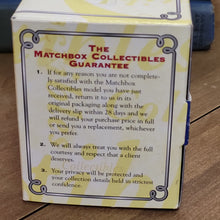 THE
MATCHBOX COLLECTIBLES
GUARANTEE
1. If for any reason you are not complete-
ly satisfied with the Matchbox
Collectibles model you have just
received, return it to us in its
original packaging along with the
delivery slip within 28 days and we
will refund your purchase price in full
or send you a replacement, whichever
you prefer.
2. We will always treat you with the full
courtesy and respect that a client
deserves.
3. Your privacy will be protected and
your collection details held in strictest
confidence.